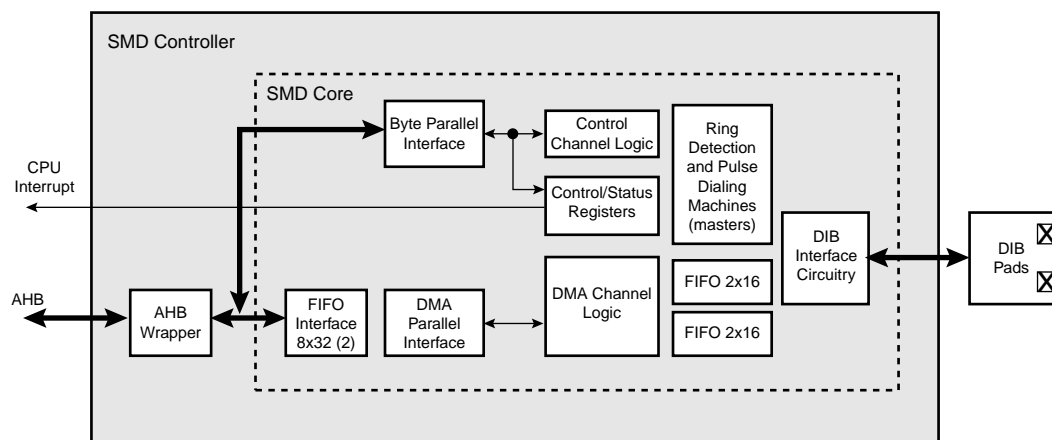 SMD Controller
SMD Core
Byte Parallel
Interface
Control
Channel Logic
Ring
Detection
and Pulse
Dialing
Machines
(masters)
CPU
Interrupt
Control/Status
Registers
DIB
Interface
Circuitry
DIB
Pads
AHB
AHB
Wrapper
FIFO
Interface
8x32 (2)
DMA
Parallel
Interface
DMA Channel
Logic
FIFO 2x16
FIFO 2x16